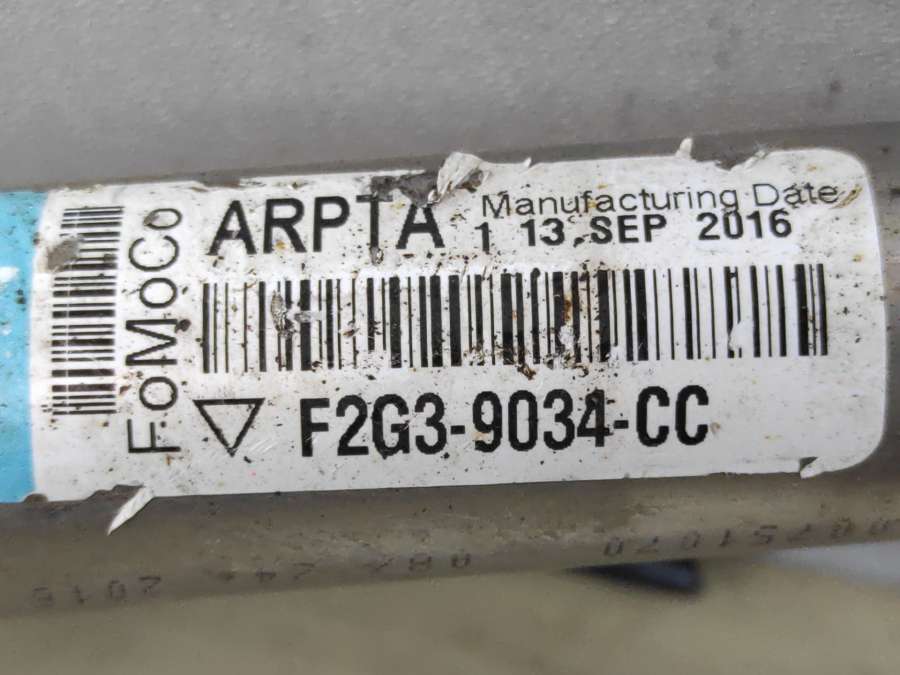 FoMoCo
ARPTA
Manufacturing Date
1 13 SEP 2016
F2G3-9034-CC